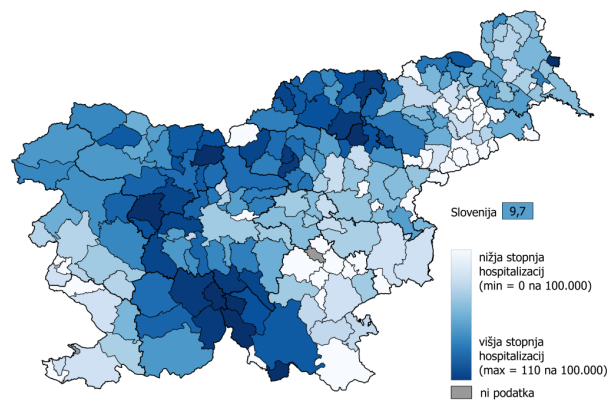 Slovenija 9,7
nižja stopnja
hospitalizacij
(min = 0 na 100.000)
višja stopnja
hospitalizacij
(max = 110 na 100.000)
ni podatka